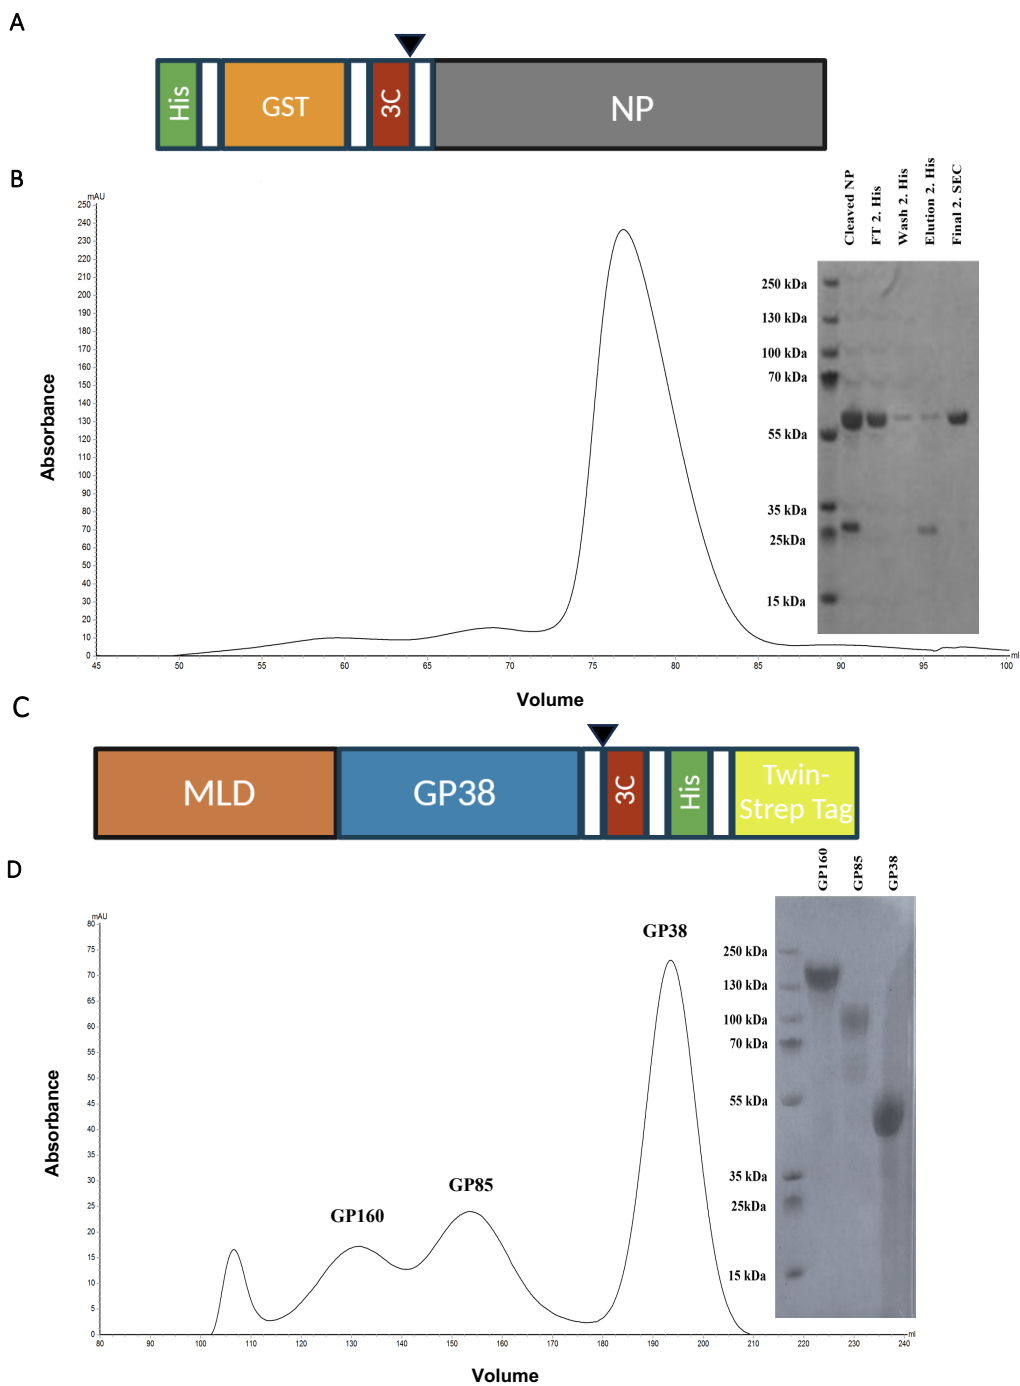 A
His
GST
3C
NP
B
mAU
250
240
230
220
210
200
190
180
170
160
150
140
130
120
110
100
90
80
70
60
50
40
30
20
10
0
45 50 55 60 65 70 75 80 85 90 95 100 ml
Absorbance
Volume
Cleaved NP
FT 2. His
Wash 2. His
Elution 2. His
Final 2. SEC
250 kDa
130 kDa
100 kDa
70 kDa
55 kDa
35 kDa
25kDa
15 kDa
C
MLD
GP38
3C
His
Twin-
Strep Tag
D
mAU
80
75
70
65
60
55
50
45
40
35
30
25
20
15
10
5
0
80 90 100 110 120 130 140 150 160 170 180 190 200 210 220 230 240 ml
Absorbance
Volume
GP160
GP85
GP38
GP160
GP85
GP38
250 kDa
130 kDa
100 kDa
70 kDa
55 kDa
35 kDa
25kDa
15 kDa